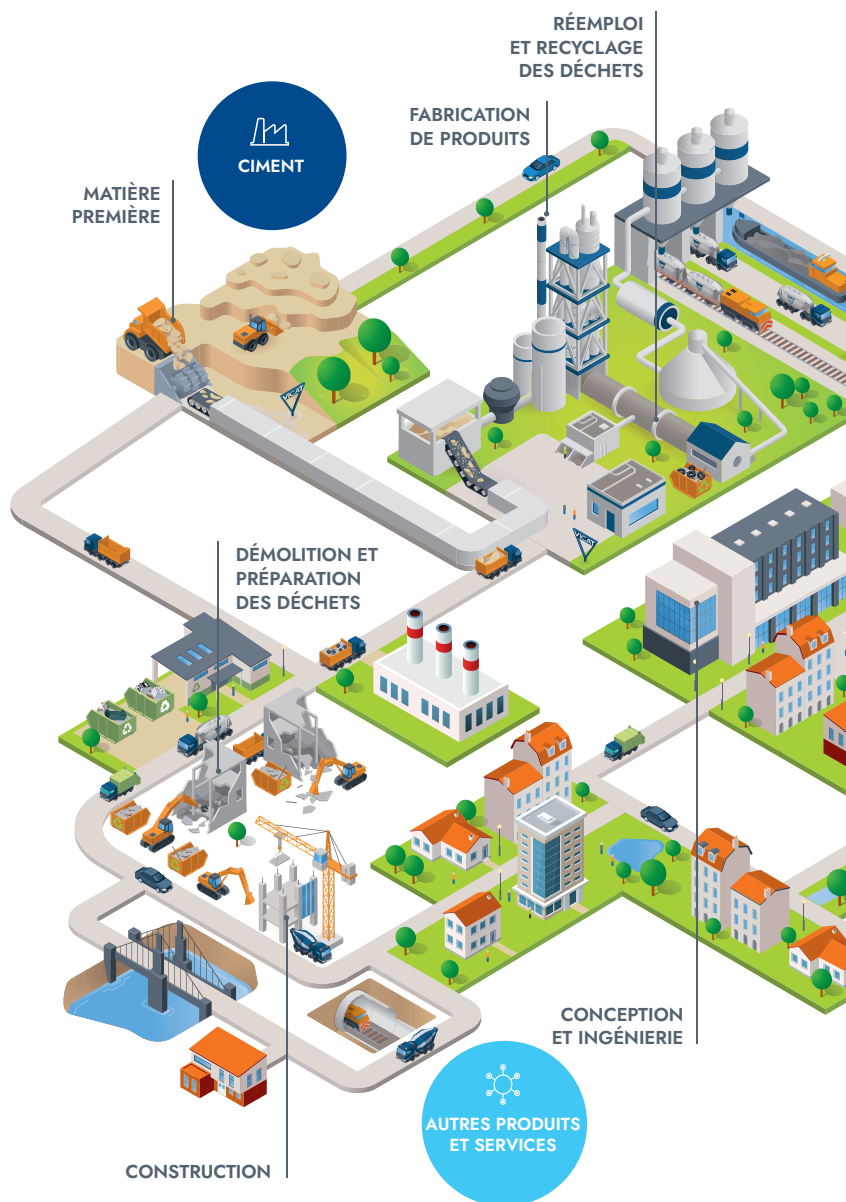 RÉEMPLOI
ET RECYCLAGE
DES DÉCHETS
FABRICATION
DE PRODUITS
CIMENT
MATIÈRE
PREMIÈRE
VICAT
VICAT
DÉMOLITION ET
PRÉPARATION
DES DÉCHETS
CONCEPTION
ET INGÉNIERIE
AUTRES PRODUITS
ET SERVICES
CONSTRUCTION